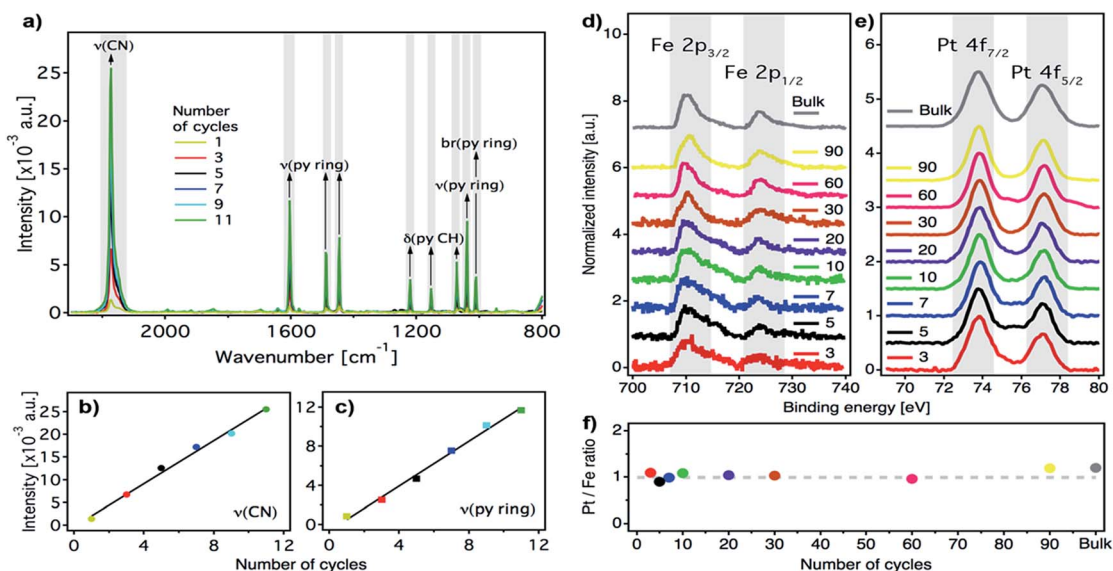 a)
ν(CN)
Number
of cycles
1
3
5
7
9
11
ν(py ring)
δ(py CH)
br(py ring)
ν(py ring)
Intensity [x10⁻³ a.u.]
25
20
15
10
5
0
2000
1600
1200
800
Wavenumber [cm⁻¹]
b)
Intensity [x10⁻³ a.u.]
25
20
15
10
5
0
0
4
8
12
ν(CN)
Number of cycles
c)
12
8
4
0
0
4
8
12
ν(py ring)
Number of cycles
d)
Fe 2p3/2
Fe 2p1/2
Bulk
90
60
30
20
10
7
5
3
Normalized intensity [a.u.]
10
8
6
4
2
0
700
710
720
730
740
e)
Pt 4f7/2
Pt 4f5/2
Bulk
90
60
30
20
10
7
5
3
6
5
4
3
2
1
0
70
72
74
76
78
80
Binding energy [eV]
f)
Pt / Fe ratio
2
1
0
0
10
20
30
40
50
60
70
80
90
Bulk
Number of cycles